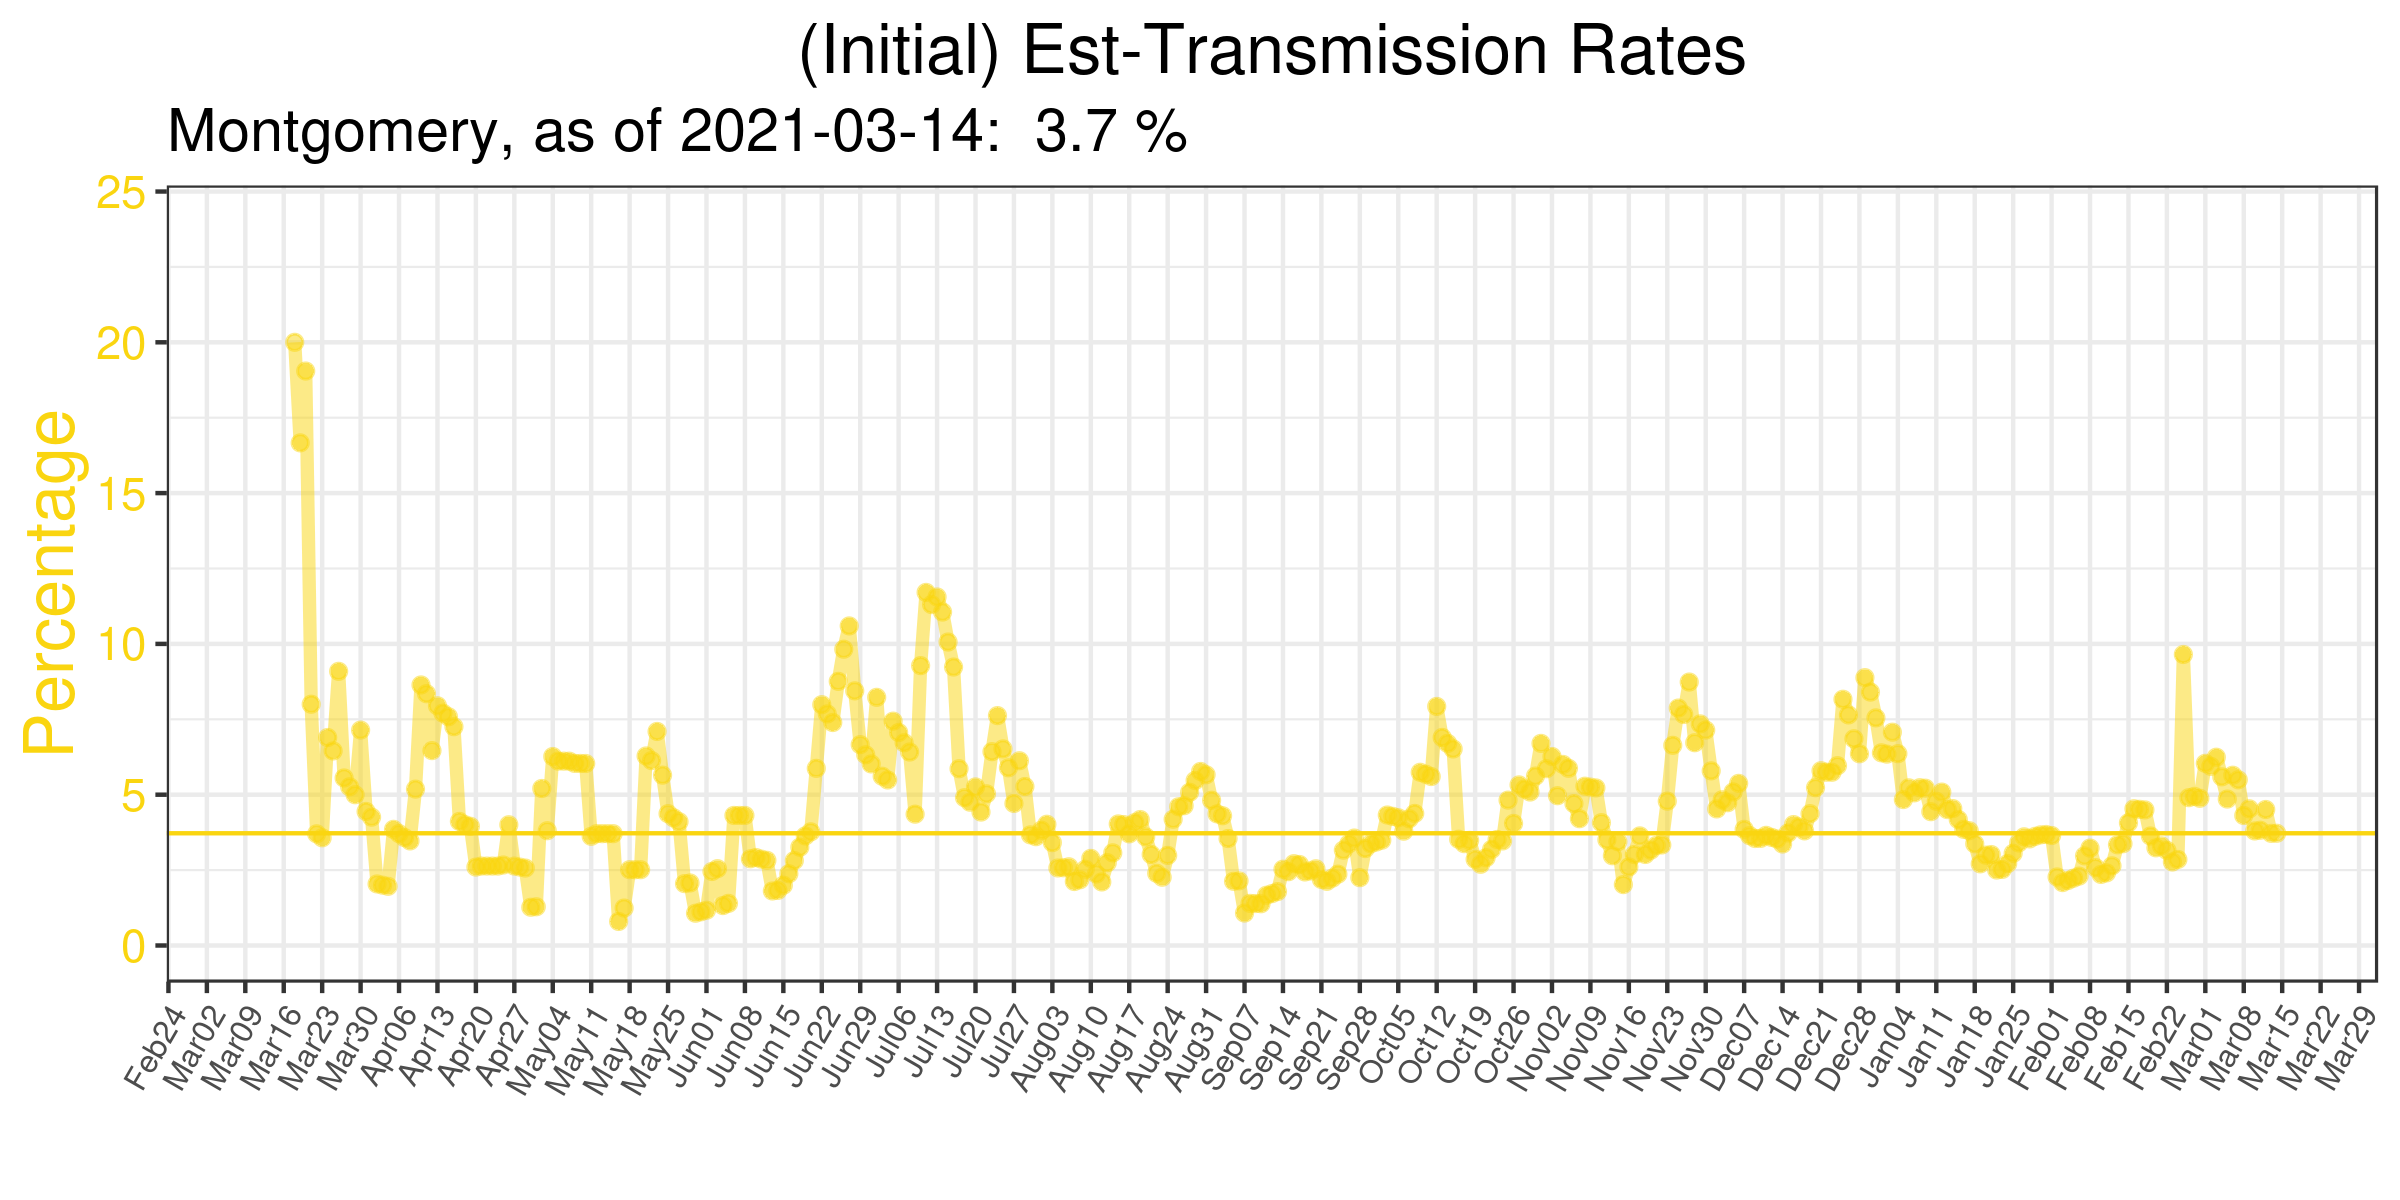 (Initial) Est-Transmission Rates
Montgomery, as of 2021-03-14:  3.7 %
Percentage
25
20
15
10
5
0
Feb24
Mar02
Mar09
Mar16
Mar23
Mar30
Apr06
Apr13
Apr20
Apr27
May04
May11
May18
May25
Jun01
Jun08
Jun15
Jun22
Jun29
Jul06
Jul13
Jul20
Jul27
Aug03
Aug10
Aug17
Aug24
Aug31
Sep07
Sep14
Sep21
Sep28
Oct05
Oct12
Oct19
Oct26
Nov02
Nov09
Nov16
Nov23
Nov30
Dec07
Dec14
Dec21
Dec28
Jan04
Jan11
Jan18
Jan25
Feb01
Feb08
Feb15
Feb22
Mar01
Mar08
Mar15
Mar22
Mar29